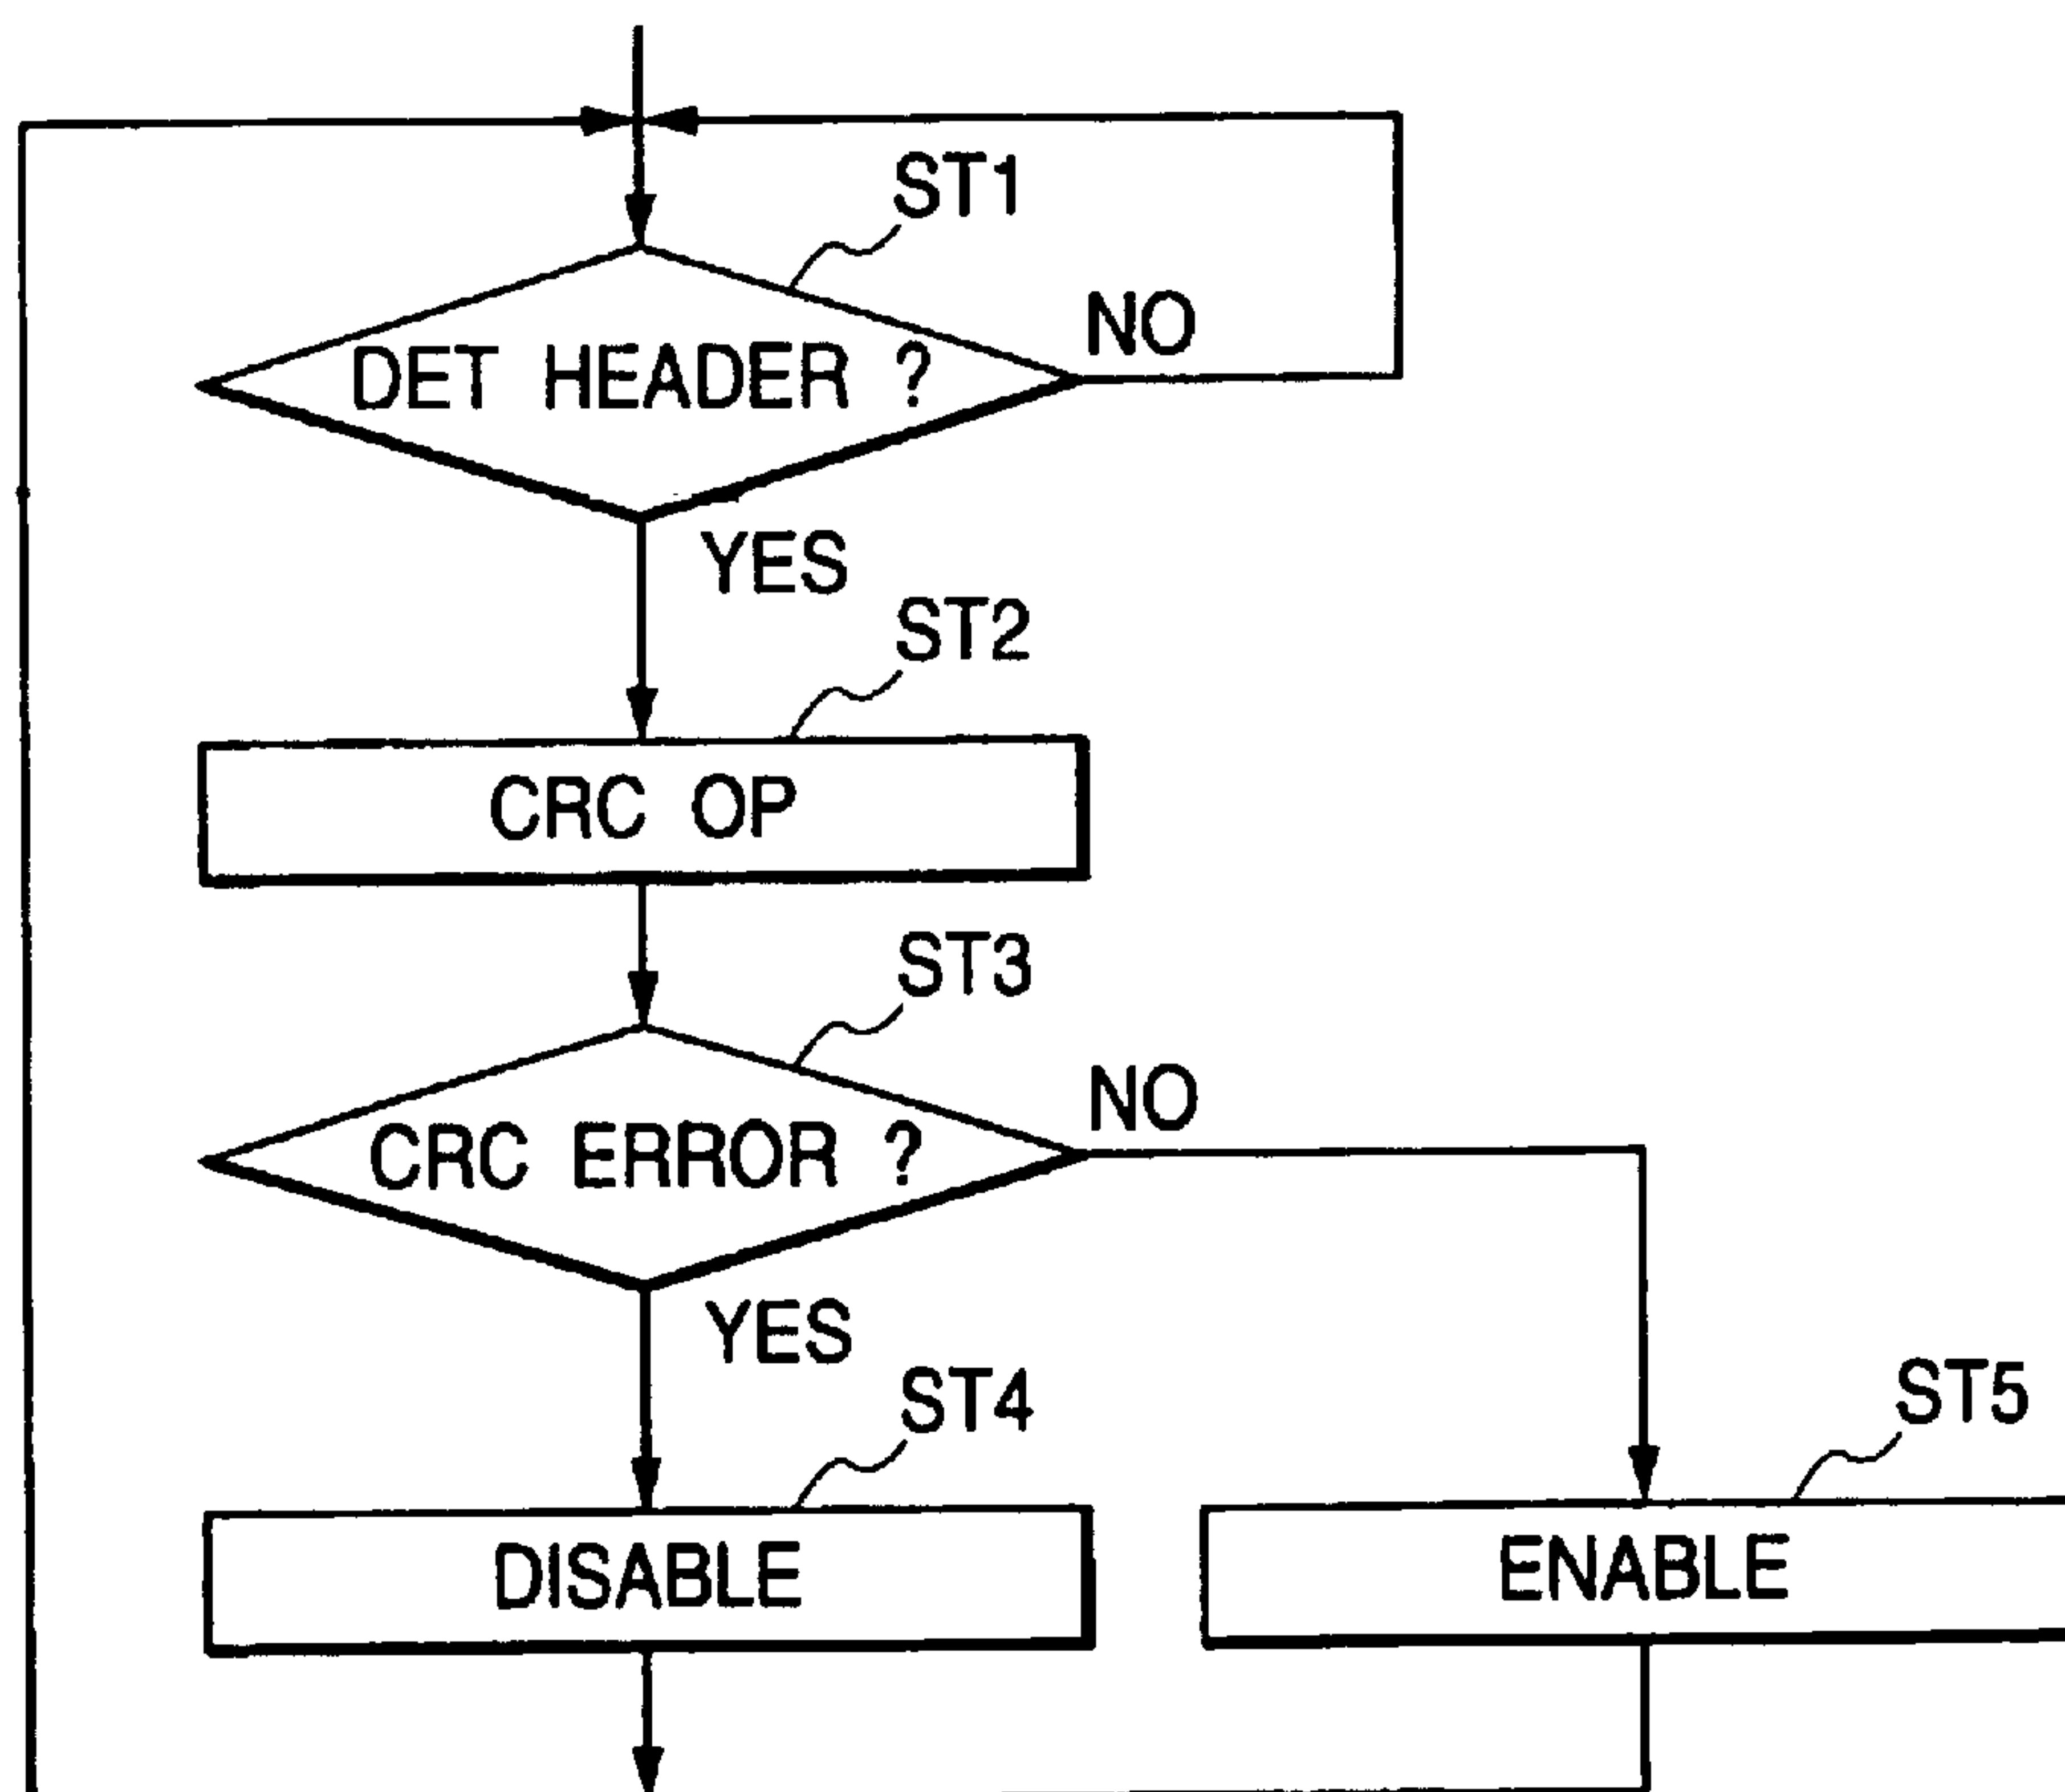 ST1
NO
DET HEADER ?
YES
ST2
CRC OP
ST3
NO
CRC ERROR ?
YES
ST4
ST5
DISABLE
ENABLE